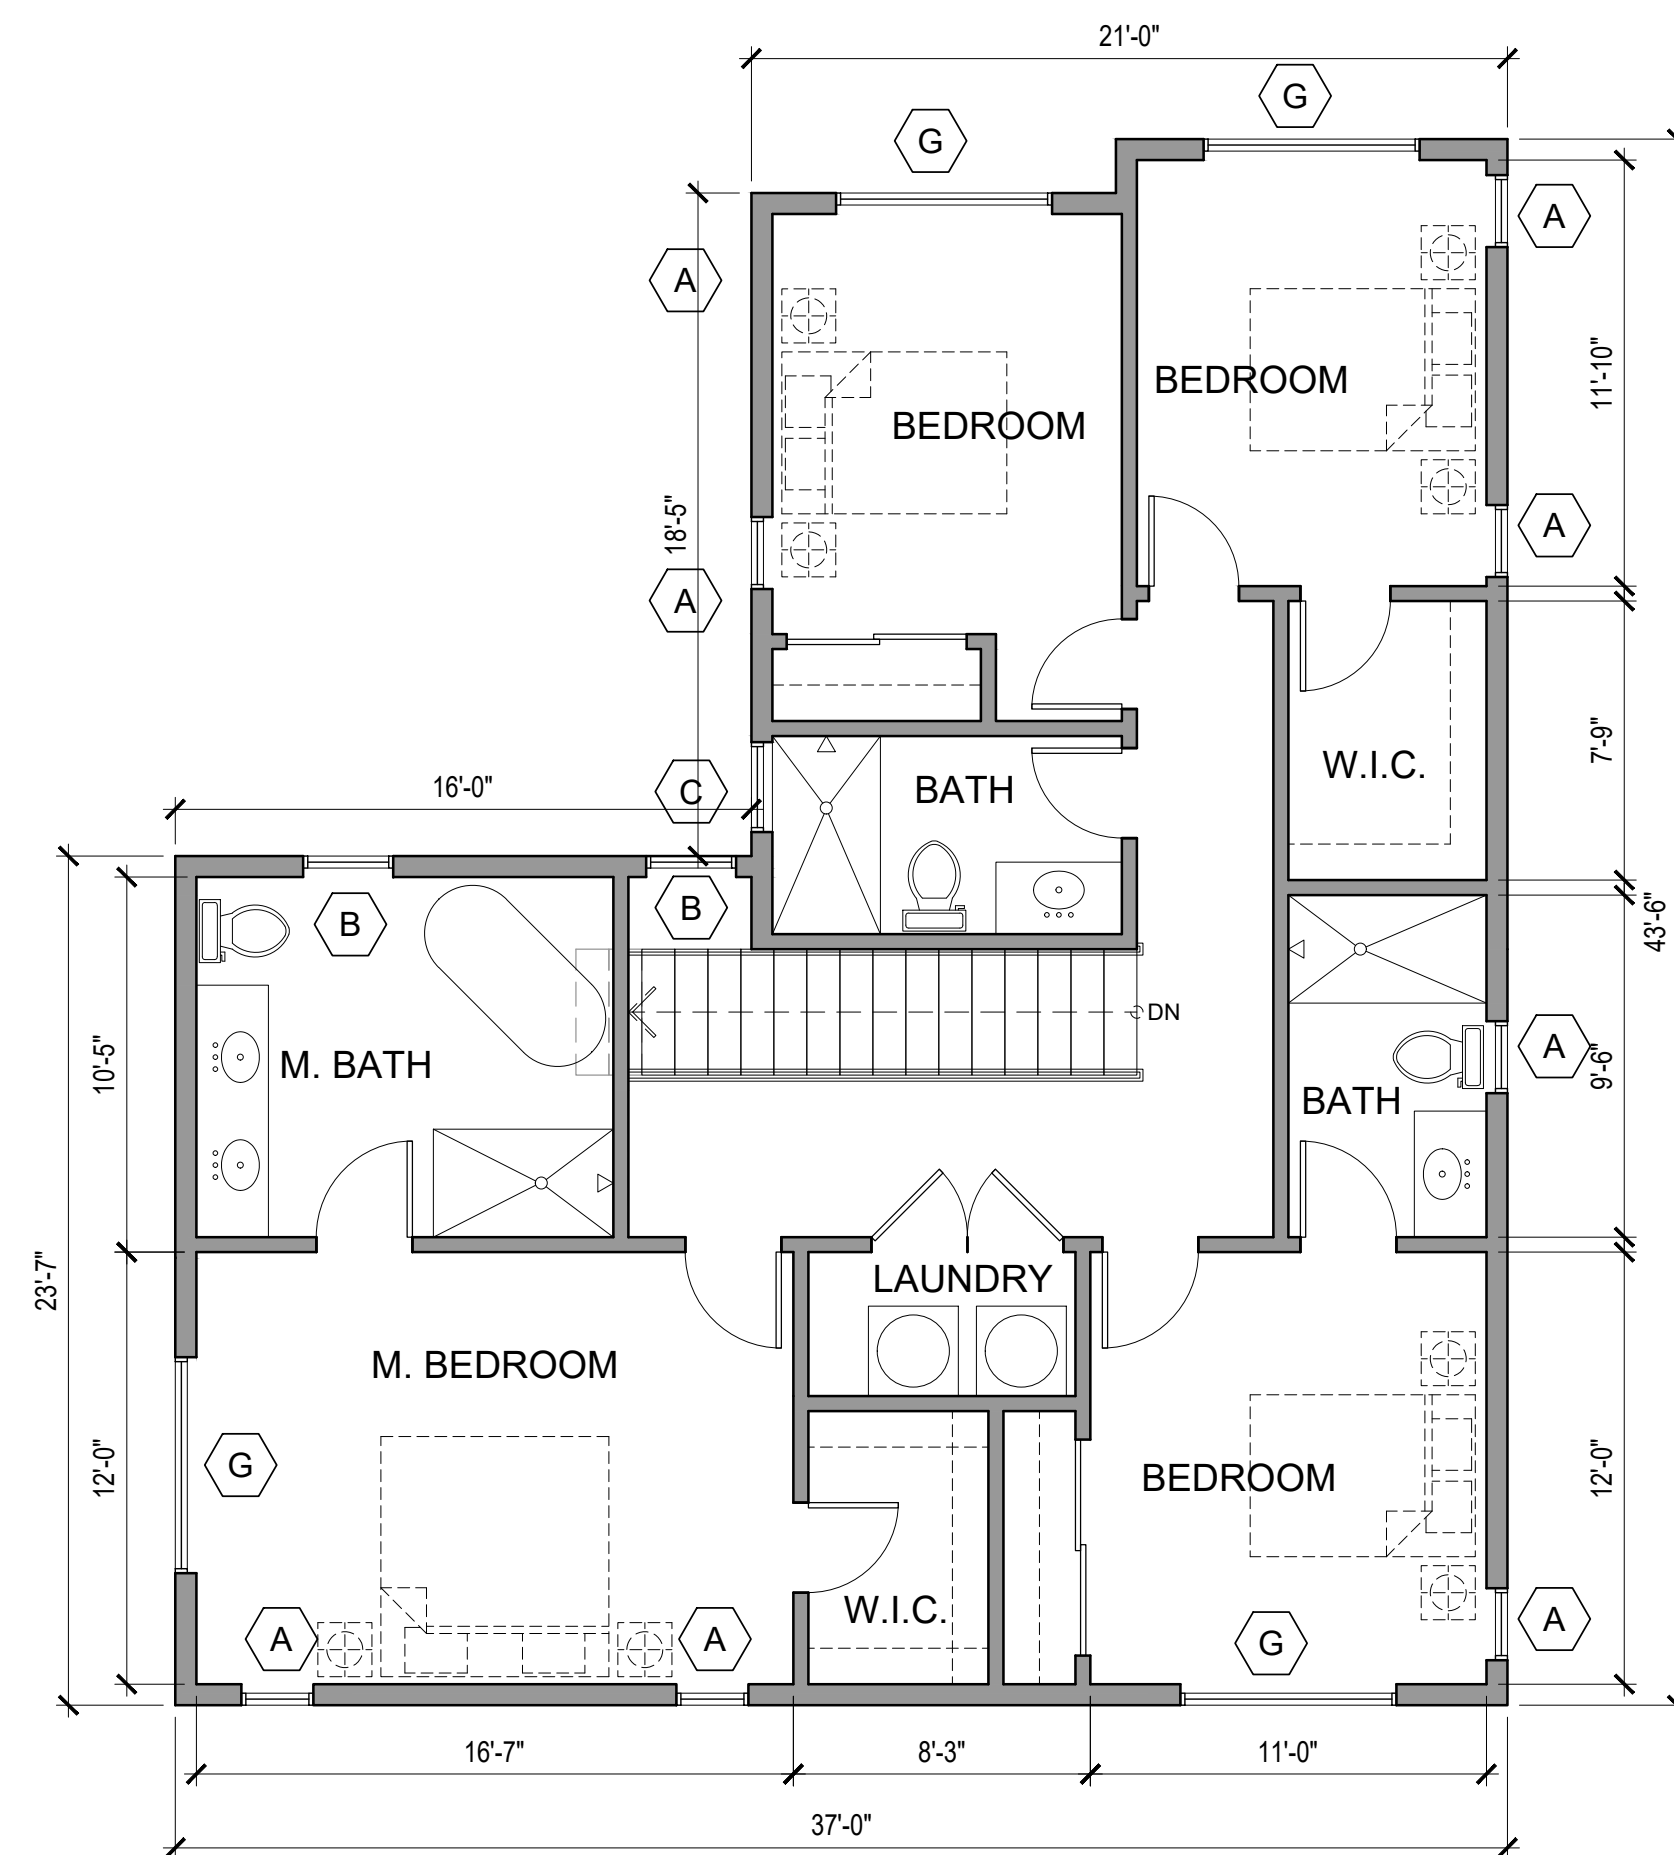 21'-0"
G
G
A
A
BEDROOM
11'-10"
BEDROOM
18'-5"
A
A
7'-9"
W.I.C.
16'-0"
C
BATH
B
B
43'-6"
DN
10'-5"
M. BATH
A
9'-6"
BATH
23'-7"
LAUNDRY
M. BEDROOM
12'-0"
G
BEDROOM
12'-0"
W.I.C.
A
A
G
A
16'-7"
8'-3"
11'-0"
37'-0"